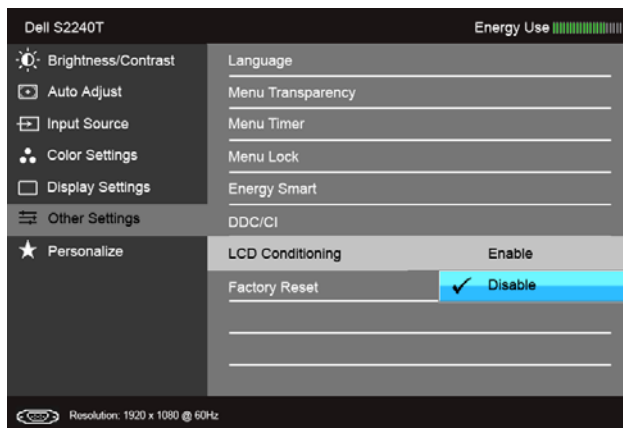 Dell S2240T
Energy Use
Brightness/Contrast
Auto Adjust
Input Source
Color Settings
Display Settings
Other Settings
Personalize
Language
Menu Transparency
Menu Timer
Menu Lock
Energy Smart
DDC/CI
LCD Conditioning
Enable
Factory Reset
Disable
Resolution: 1920 x 1080 @ 60Hz